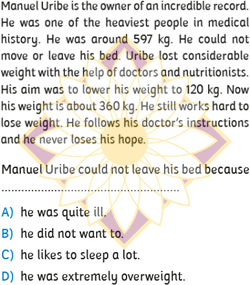 Manuel Uribe is the owner of an incredible record.
He was one of the heaviest people in medical
history. He was around 597 kg. He could not
move or leave his bed. Uribe lost considerable
weight with the help of doctors and nutritionists.
His aim was to lower his weight to 120 kg. Now
his weight is about 360 kg. He still works hard to
lose weight. He follows his doctor's instructions
and he never loses his hope.
Manuel Uribe could not leave his bed because
................................................
A) he was quite ill.
B) he did not want to.
C) he likes to sleep a lot.
D) he was extremely overweight.